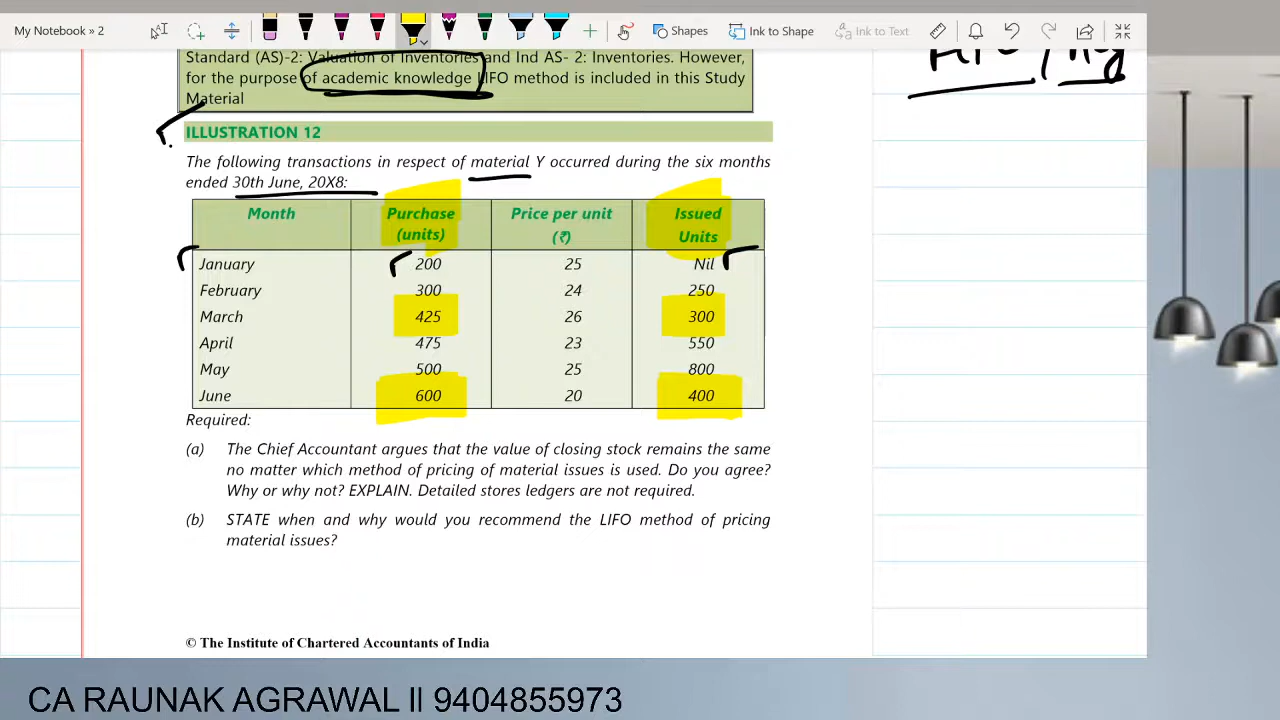 My Notebook » 2
Shapes
Ink to Shape
Ink to Text
Standard (AS)-2: Valuation of Inventories and Ind AS- 2: Inventories. However,
for the purpose of academic knowledge LIFO method is included in this Study
Material
ILLUSTRATION 12
The following transactions in respect of material Y occurred during the six months
ended 30th June, 20X8:
Month Purchase (units) Price per unit (₹) Issued Units
January 200 25 Nil
February 300 24 250
March 425 26 300
April 475 23 550
May 500 25 800
June 600 20 400
Required:
(a) The Chief Accountant argues that the value of closing stock remains the same
no matter which method of pricing of material issues is used. Do you agree?
Why or why not? EXPLAIN. Detailed stores ledgers are not required.
(b) STATE when and why would you recommend the LIFO method of pricing
material issues?
© The Institute of Chartered Accountants of India
CA RAUNAK AGRAWAL ll 9404855973